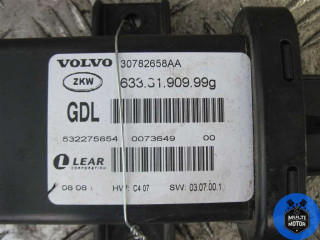 VOLVO 30782658AA
ZKW 633.31.909.99g
GDL
532275854 0073649 00
LEAR
CORPORATION
08 08 HW: C4 07 SW: 03.07.00.1
MULTI
MOTOR